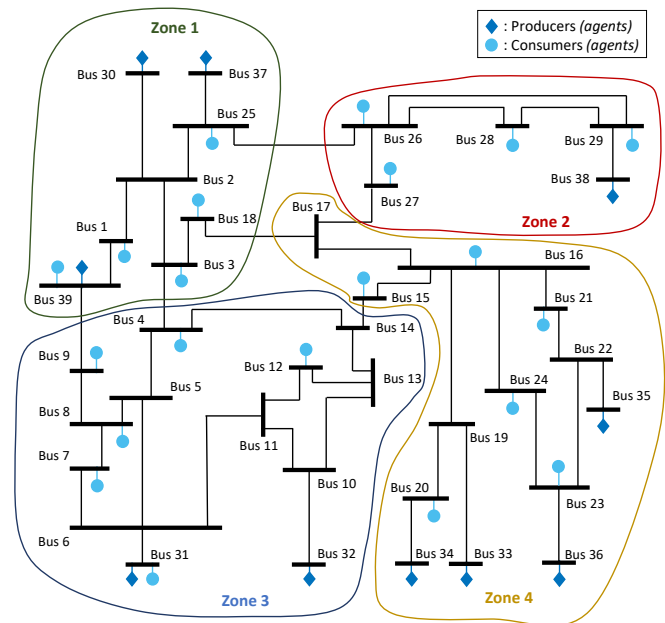 Zone 1
: Producers (agents)
: Consumers (agents)
Bus 30
Bus 37
Bus 25
Bus 26
Bus 28
Bus 29
Bus 2
Bus 38
Bus 27
Bus 17
Bus 18
Zone 2
Bus 1
Bus 3
Bus 16
Bus 39
Bus 15
Bus 21
Bus 4
Bus 14
Bus 9
Bus 12
Bus 22
Bus 5
Bus 13
Bus 24
Bus 35
Bus 8
Bus 19
Bus 11
Bus 7
Bus 10
Bus 20
Bus 23
Bus 6
Bus 31
Bus 32
Bus 34
Bus 33
Bus 36
Zone 3
Zone 4